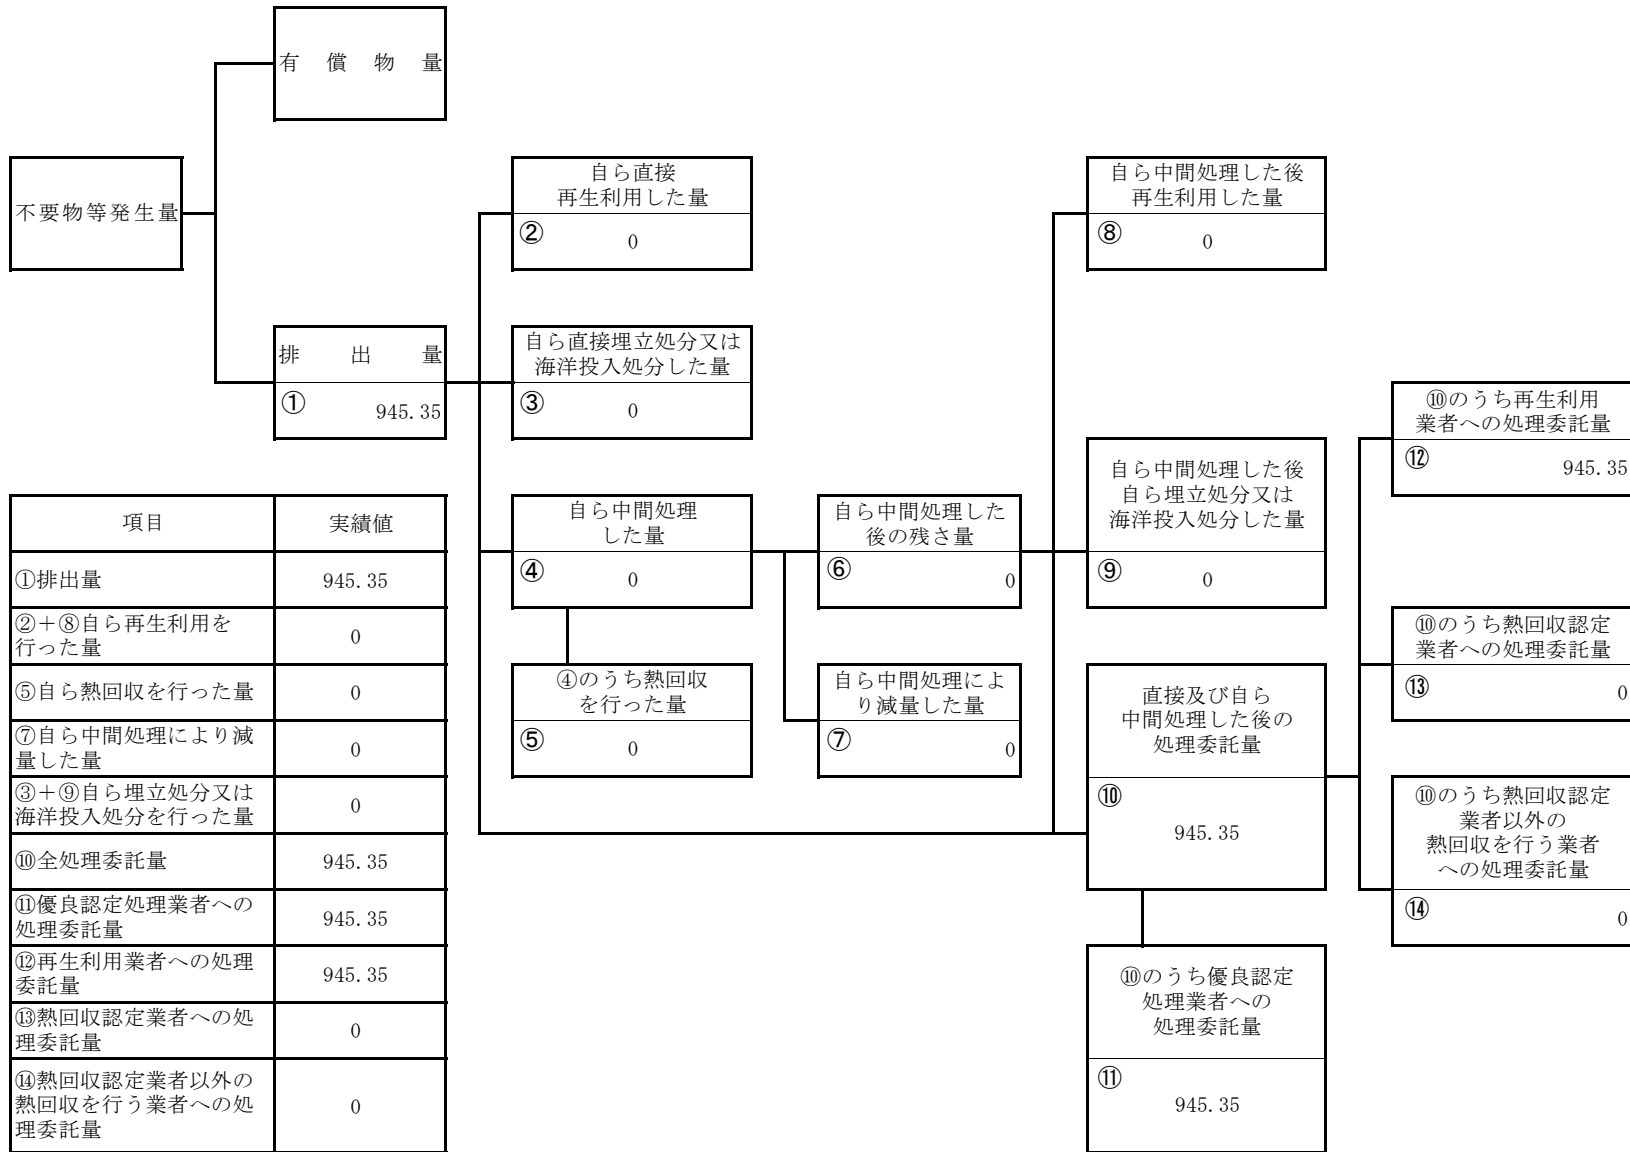 有償物量
不要物等発生量
排出量
①
945.35
自ら直接
再生利用した量
②
0
自ら直接埋立処分又は
海洋投入処分した量
③
0
自ら中間処理
した量
④
0
④のうち熱回収
を行った量
⑤
0
自ら中間処理した
後の残さ量
⑥
0
自ら中間処理によ
り減量した量
⑦
0
自ら中間処理した後
再生利用した量
⑧
0
自ら中間処理した後
自ら埋立処分又は
海洋投入処分した量
⑨
0
直接及び自ら
中間処理した後の
処理委託量
⑩
945.35
⑩のうち優良認定
処理業者への
処理委託量
⑪
945.35
⑩のうち再生利用
業者への処理委託量
⑫
945.35
⑩のうち熱回収認定
業者への処理委託量
⑬
0
⑩のうち熱回収認定
業者以外の
熱回収を行う業者
への処理委託量
⑭
0
項目 実績値
①排出量 945.35
②＋⑧自ら再生利用を
行った量
0
⑤自ら熱回収を行った量 0
⑦自ら中間処理により減
量した量
0
③＋⑨自ら埋立処分又は
海洋投入処分を行った量
0
⑩全処理委託量 945.35
⑪優良認定処理業者への
処理委託量
945.35
⑫再生利用業者への処理
委託量
945.35
⑬熱回収認定業者への処
理委託量
0
⑭熱回収認定業者以外の
熱回収を行う業者への処
理委託量
0